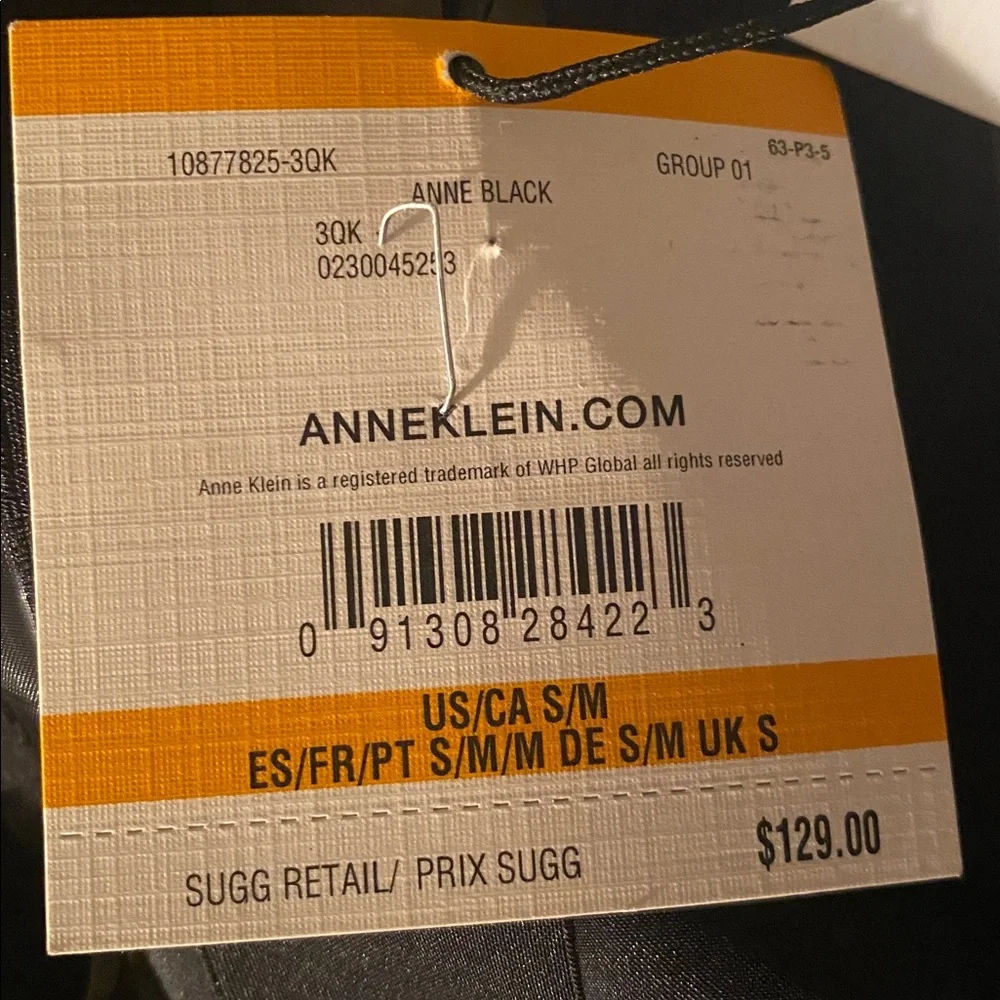 63-P3-5
10877825-3QK GROUP 01
ANNE BLACK
3QK
0230045253
ANNEKLEIN.COM
Anne Klein is a registered trademark of WHP Global all rights reserved
0 91308 28422 3
US/CA S/M
ES/FR/PT S/M/M DE S/M UK S
SUGG RETAIL/ PRIX SUGG $129.00